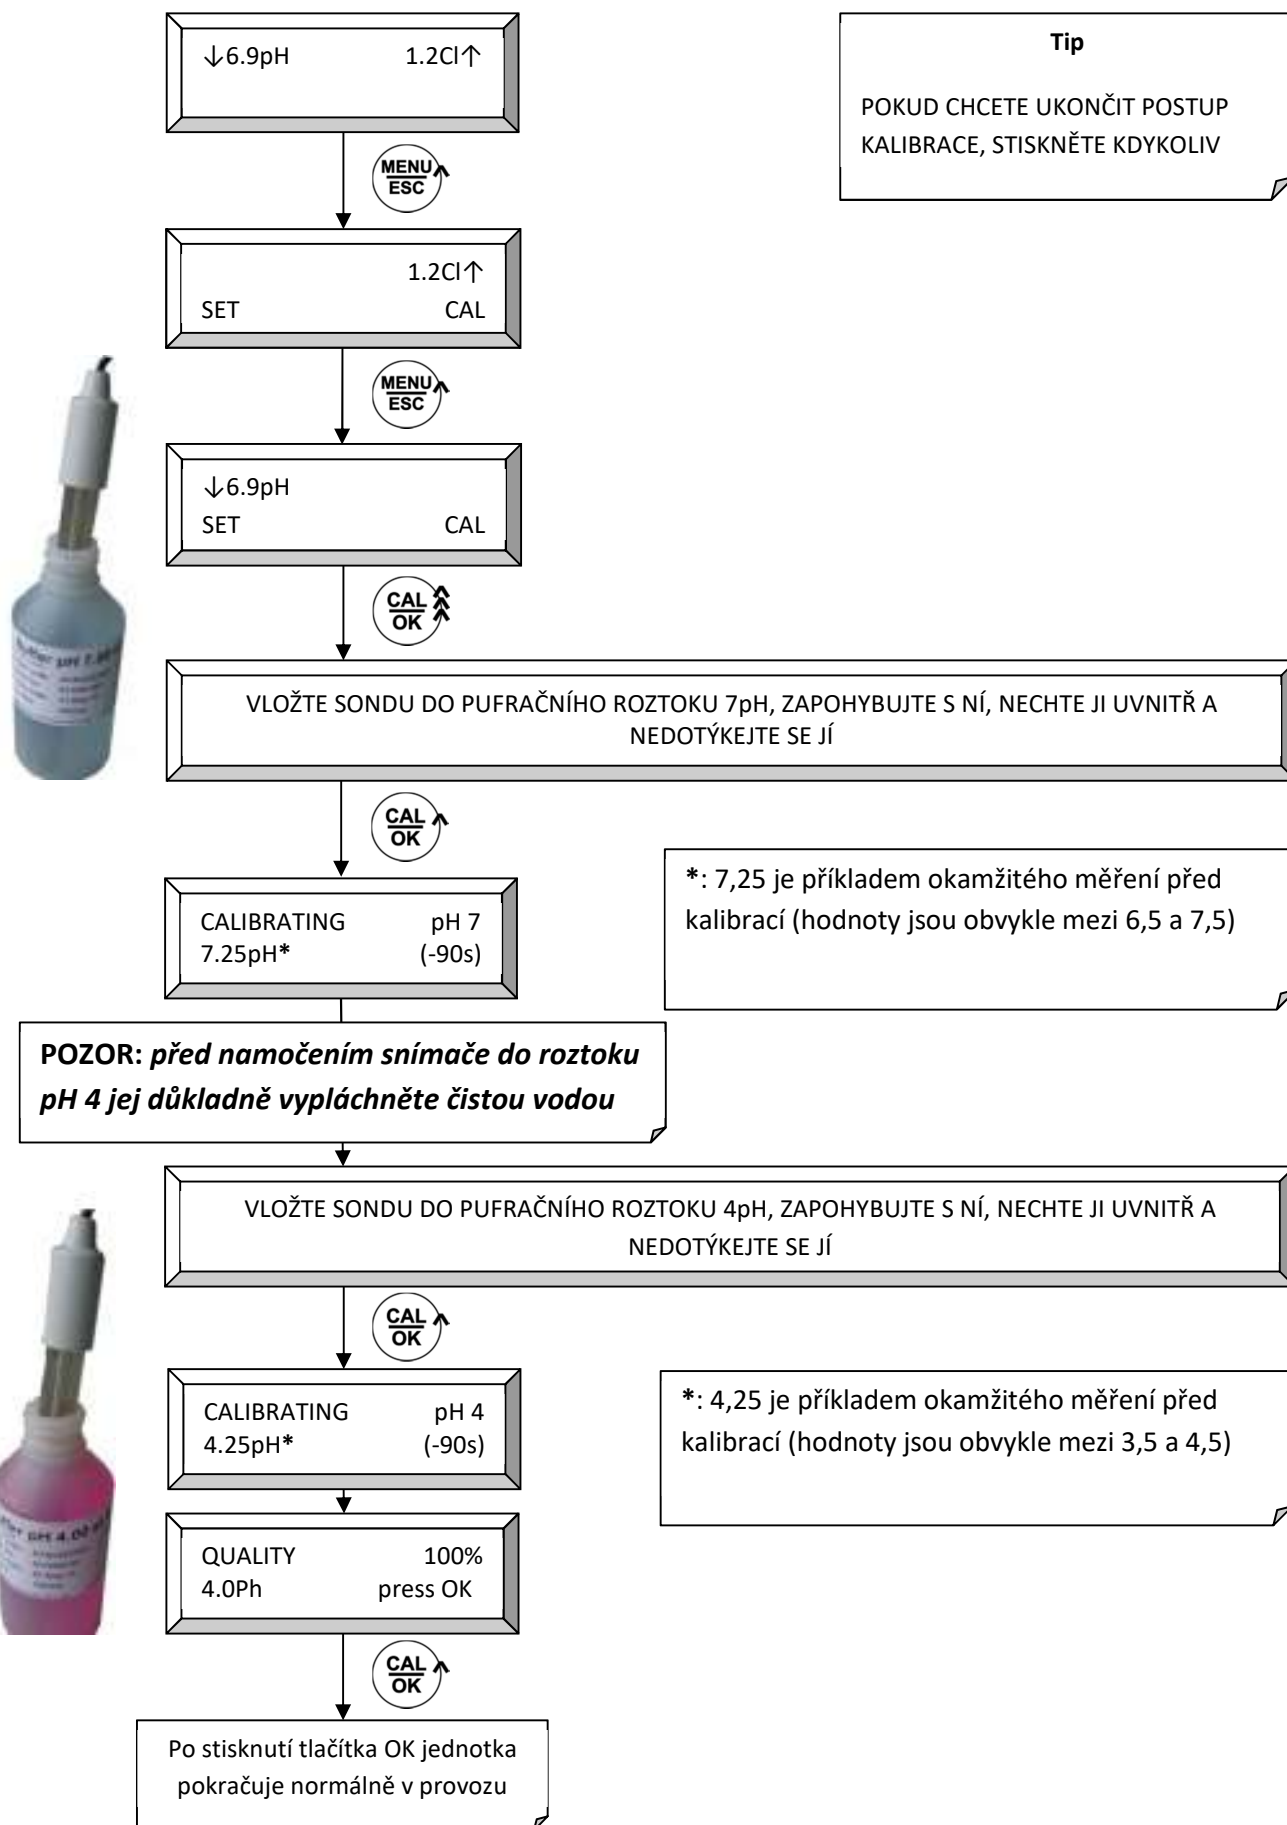 ↓6.9pH 1.2Cl↑
Tip
POKUD CHCETE UKONČIT POSTUP
KALIBRACE, STISKNĚTE KDYKOLIV
MENU
ESC
1.2Cl↑
SET CAL
MENU
ESC
↓6.9pH
SET CAL
CAL
OK
VLOŽTE SONDU DO PUFRAČNÍHO ROZTOKU 7pH, ZAPOHYBUJTE S NÍ, NECHTE JI UVNITŘ A
NEDOTÝKEJTE SE JÍ
CAL
OK
CALIBRATING pH 7
7.25pH* (-90s)
*: 7,25 je příkladem okamžitého měření před
kalibrací (hodnoty jsou obvykle mezi 6,5 a 7,5)
POZOR: před namočením snímače do roztoku
pH 4 jej důkladně vypláchněte čistou vodou
VLOŽTE SONDU DO PUFRAČNÍHO ROZTOKU 4pH, ZAPOHYBUJTE S NÍ, NECHTE JI UVNITŘ A
NEDOTÝKEJTE SE JÍ
CAL
OK
CALIBRATING pH 4
4.25pH* (-90s)
*: 4,25 je příkladem okamžitého měření před
kalibrací (hodnoty jsou obvykle mezi 3,5 a 4,5)
pH 4.00
QUALITY 100%
4.0Ph press OK
CAL
OK
Po stisknutí tlačítka OK jednotka
pokračuje normálně v provozu